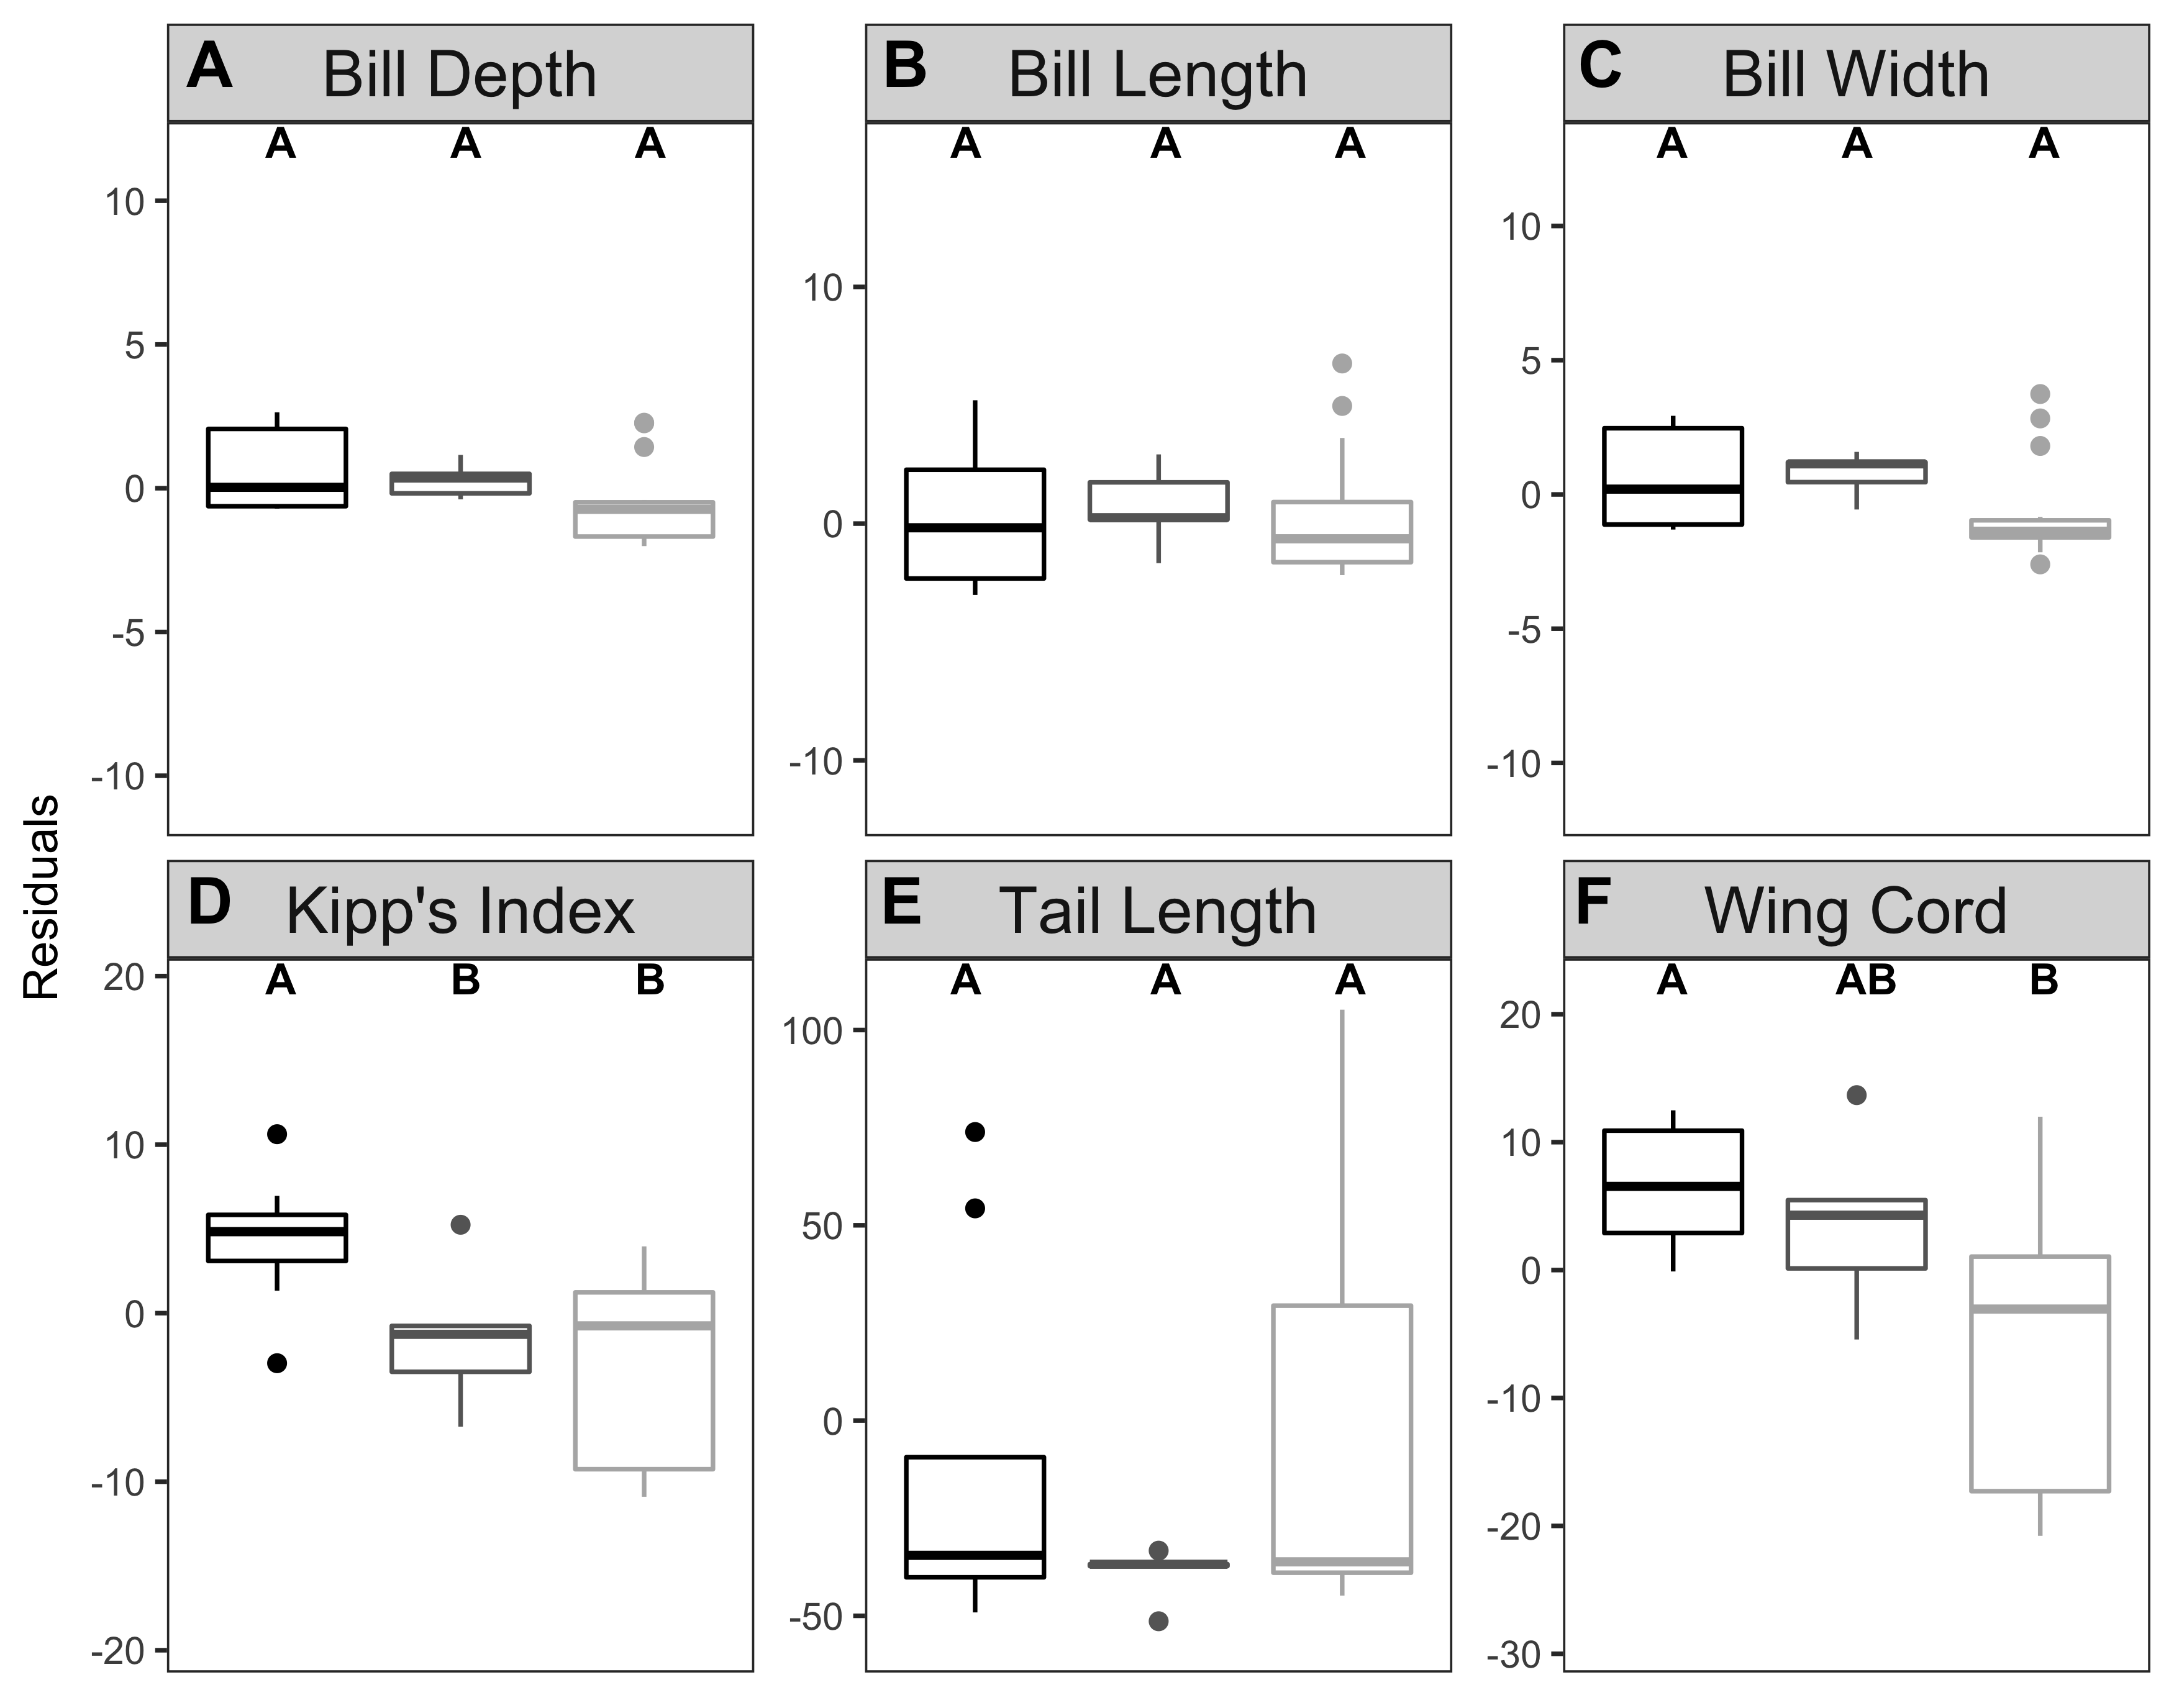 A Bill Depth
B Bill Length
C Bill Width
A A A
A A A
A A A
10
5
0
-5
-10
10
0
-10
10
5
0
-5
-10
Residuals
D Kipp's Index
E Tail Length
F Wing Cord
A B B
A A A
A AB B
20
10
0
-10
-20
100
50
0
-50
20
10
0
-10
-20
-30